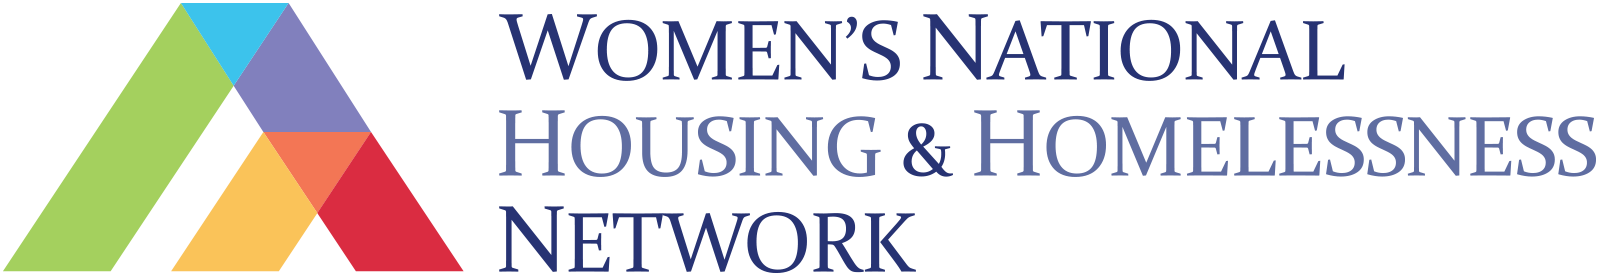 WOMEN'S NATIONAL
HOUSING & HOMELESSNESS
NETWORK